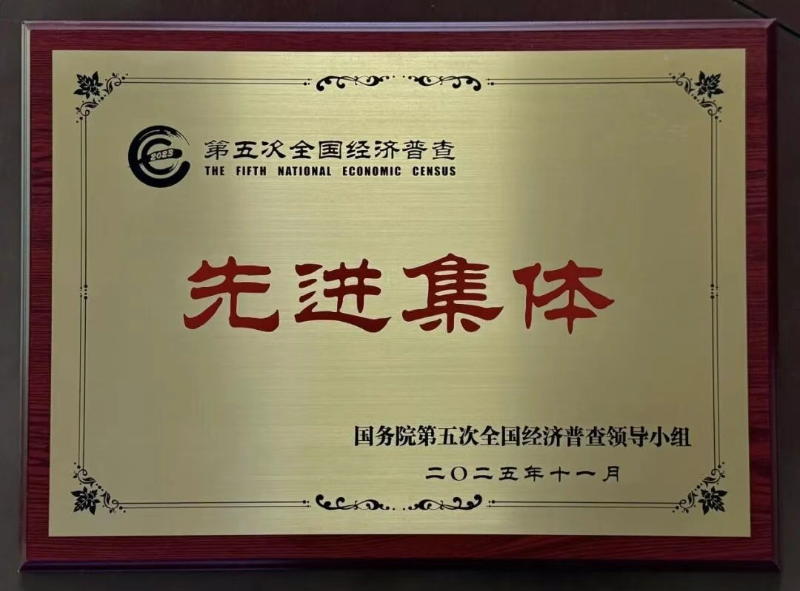 2023
第五次全国经济普查
THE FIFTH NATIONAL ECONOMIC CENSUS
先进集体
国务院第五次全国经济普查领导小组
二〇二五年十一月